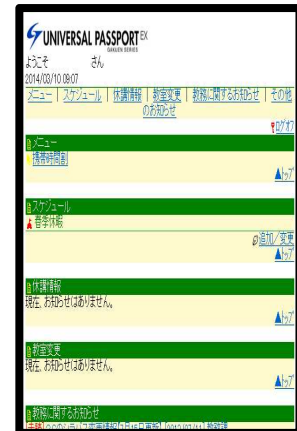 UNIVERSAL PASSPORT EX
GAKUEN SERIES
ようこそ さん
2014/03/10 09:07
メニュー | スケジュール | 休講情報 | 教室変更 | 教務に関するお知らせ | その他
のお知らせ
ログオフ
メニュー
携帯時間割
▲トップ
スケジュール
春季休暇
追加/変更
▲トップ
休講情報
現在、お知らせはありません。
▲トップ
教室変更
現在、お知らせはありません。
▲トップ
教務に関するお知らせ